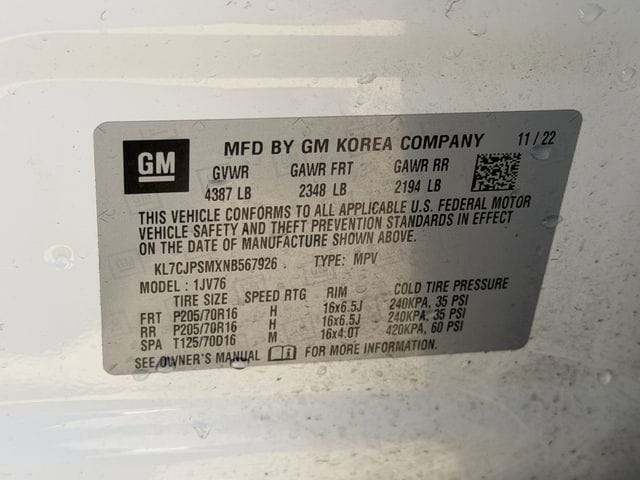 GM
MFD BY GM KOREA COMPANY 11/22
GVWR GAWR FRT GAWR RR
4387 LB 2348 LB 2194 LB
THIS VEHICLE CONFORMS TO ALL APPLICABLE U.S. FEDERAL MOTOR
VEHICLE SAFETY AND THEFT PREVENTION STANDARDS IN EFFECT
ON THE DATE OF MANUFACTURE SHOWN ABOVE.
KL7CJPSMXNB567926 TYPE: MPV
MODEL : 1JV76
TIRE SIZE SPEED RTG RIM COLD TIRE PRESSURE
FRT P205/70R16 H 16x6.5J 240KPA, 35 PSI
RR P205/70R16 H 16x6.5J 240KPA, 35 PSI
SPA T125/70D16 M 16x4.0T 420KPA, 60 PSI
SEE OWNER'S MANUAL FOR MORE INFORMATION.